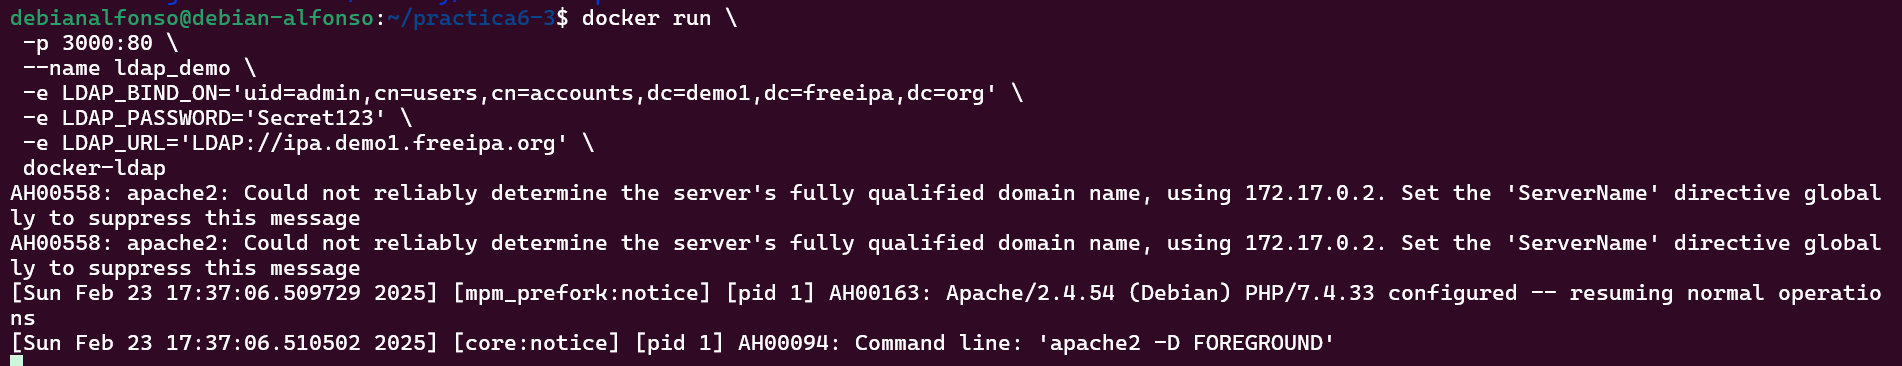 debianalfonso@debian-alfonso:~/practica6-3$ docker run \
 -p 3000:80 \
 --name ldap_demo \
 -e LDAP_BIND_ON='uid=admin,cn=users,cn=accounts,dc=demo1,dc=freeipa,dc=org' \
 -e LDAP_PASSWORD='Secret123' \
 -e LDAP_URL='LDAP://ipa.demo1.freeipa.org' \
 docker-ldap
AH00558: apache2: Could not reliably determine the server's fully qualified domain name, using 172.17.0.2. Set the 'ServerName' directive global
ly to suppress this message
AH00558: apache2: Could not reliably determine the server's fully qualified domain name, using 172.17.0.2. Set the 'ServerName' directive global
ly to suppress this message
[Sun Feb 23 17:37:06.509729 2025] [mpm_prefork:notice] [pid 1] AH00163: Apache/2.4.54 (Debian) PHP/7.4.33 configured -- resuming normal operatio
ns
[Sun Feb 23 17:37:06.510502 2025] [core:notice] [pid 1] AH00094: Command line: 'apache2 -D FOREGROUND'